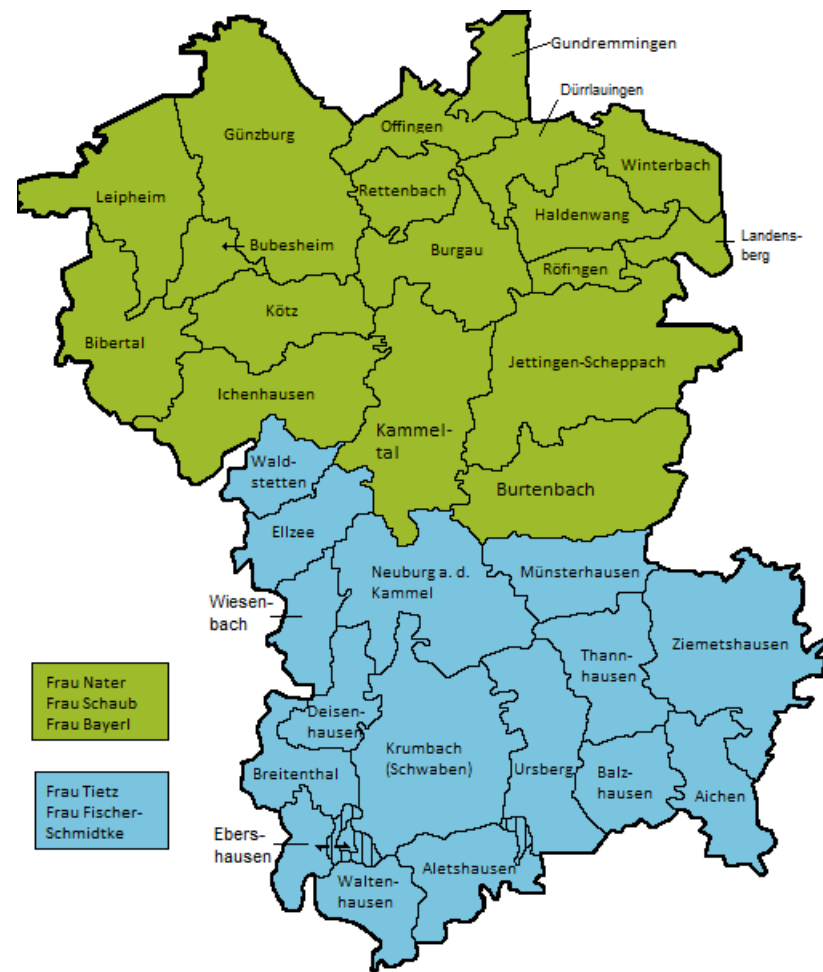 Gundremmingen
Dürrlauingen
Offingen
Günzburg
Winterbach
Leipheim
Rettenbach
Haldenwang
Bubesheim
Burgau
Landens-
berg
Röfingen
Kötz
Bibertal
Jettingen-Scheppach
Ichenhausen
Kammel-
tal
Wald-
stetten
Burtenbach
Ellzee
Neuburg a. d.
Kammel
Münsterhausen
Wiesen-
bach
Thann-
hausen
Ziemetshausen
Frau Nater
Frau Schaub
Frau Bayerl
Deisen-
hausen
Krumbach
(Schwaben)
Ursberg
Balz-
hausen
Breitenthal
Aichen
Frau Tietz
Frau Fischer-
Schmidtke
Ebers-
hausen
Aletshausen
Walten-
hausen